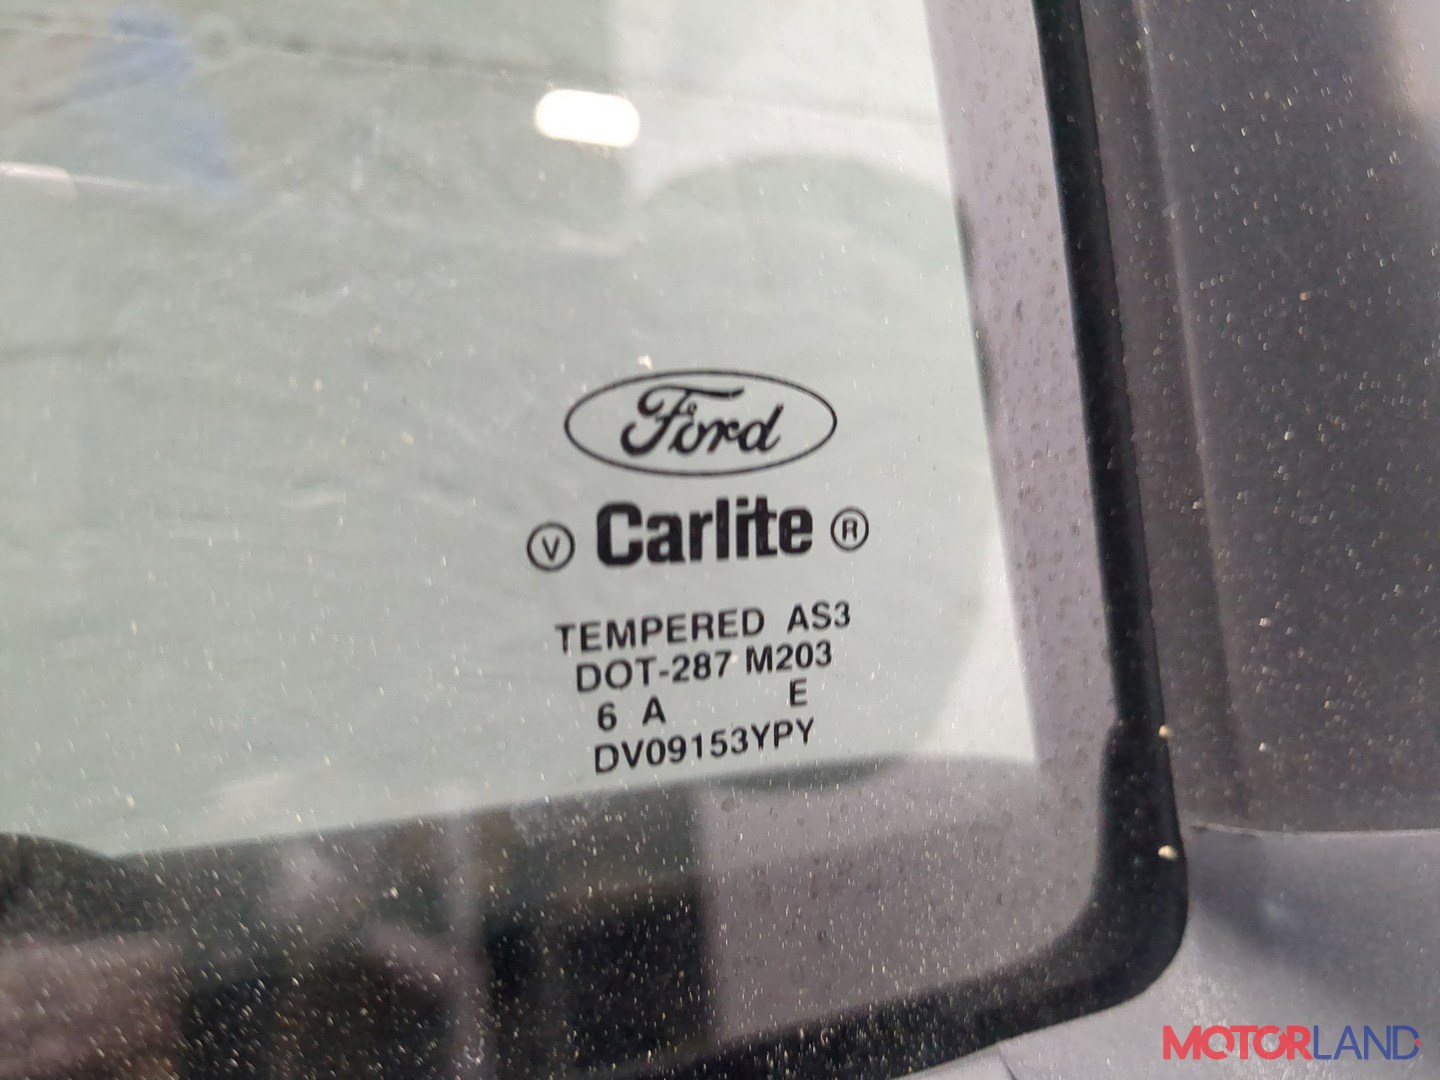 Ford
V Carlite R
TEMPERED AS3
DOT-287 M203
6 A E
DV09153YPY
MOTORLAND